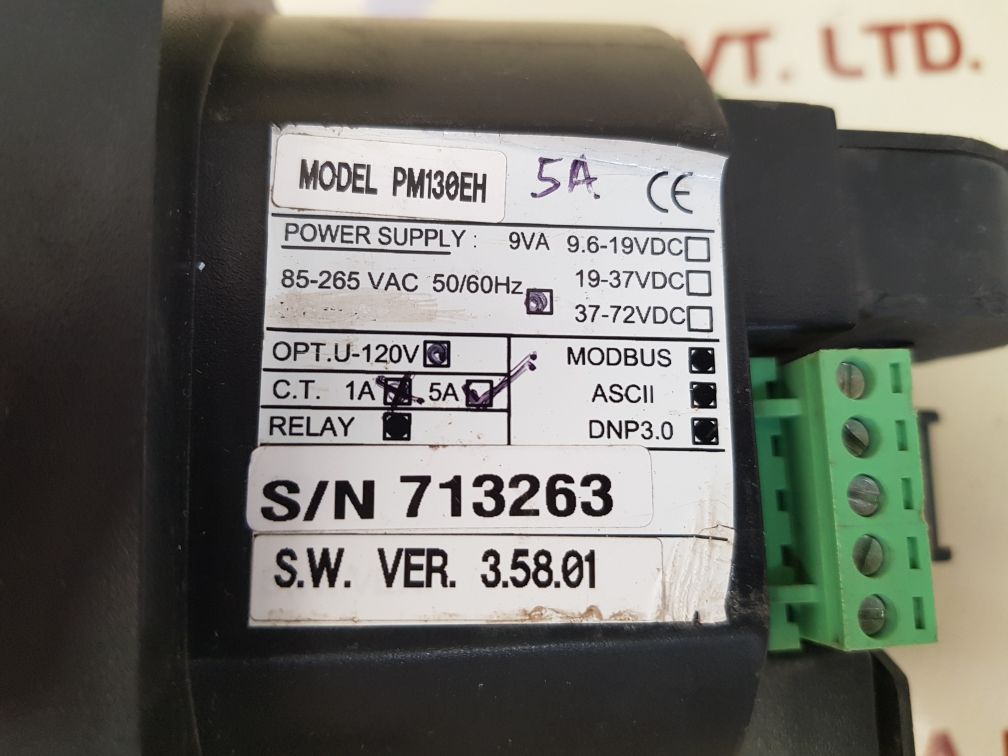 VT. LTD.
MODEL PM130EH 5A CE
POWER SUPPLY : 9VA 9.6-19VDC
85-265 VAC 50/60Hz 19-37VDC
37-72VDC
OPT.U-120V MODBUS
C.T. 1A 5A ASCII
RELAY DNP3.0
S/N 713263
S.W. VER. 3.58.01